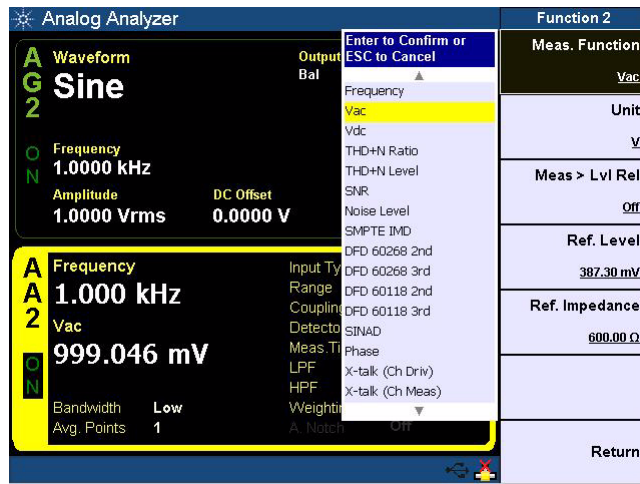 Analog Analyzer
Function 2
AG2
ON
Waveform
Sine
Output
Bal
Frequency
1.0000 kHz
Amplitude
DC Offset
1.0000 Vrms
0.0000 V
AA2
ON
Frequency
1.000 kHz
Vac
999.046 mV
Bandwidth Low
Avg. Points 1
Input Ty
Range
Coupling
Detecto
Meas.Ti
LPF
HPF
Weighti
A. Notch Off
Enter to Confirm or
ESC to Cancel
Frequency
Vac
Vdc
THD+N Ratio
THD+N Level
SNR
Noise Level
SMPTE IMD
DFD 60268 2nd
DFD 60268 3rd
DFD 60118 2nd
DFD 60118 3rd
SINAD
Phase
X-talk (Ch Driv)
X-talk (Ch Meas)
Meas. Function
Vac
Unit
V
Meas > Lvl Rel
Off
Ref. Level
387.30 mV
Ref. Impedance
600.00 Ω
Return